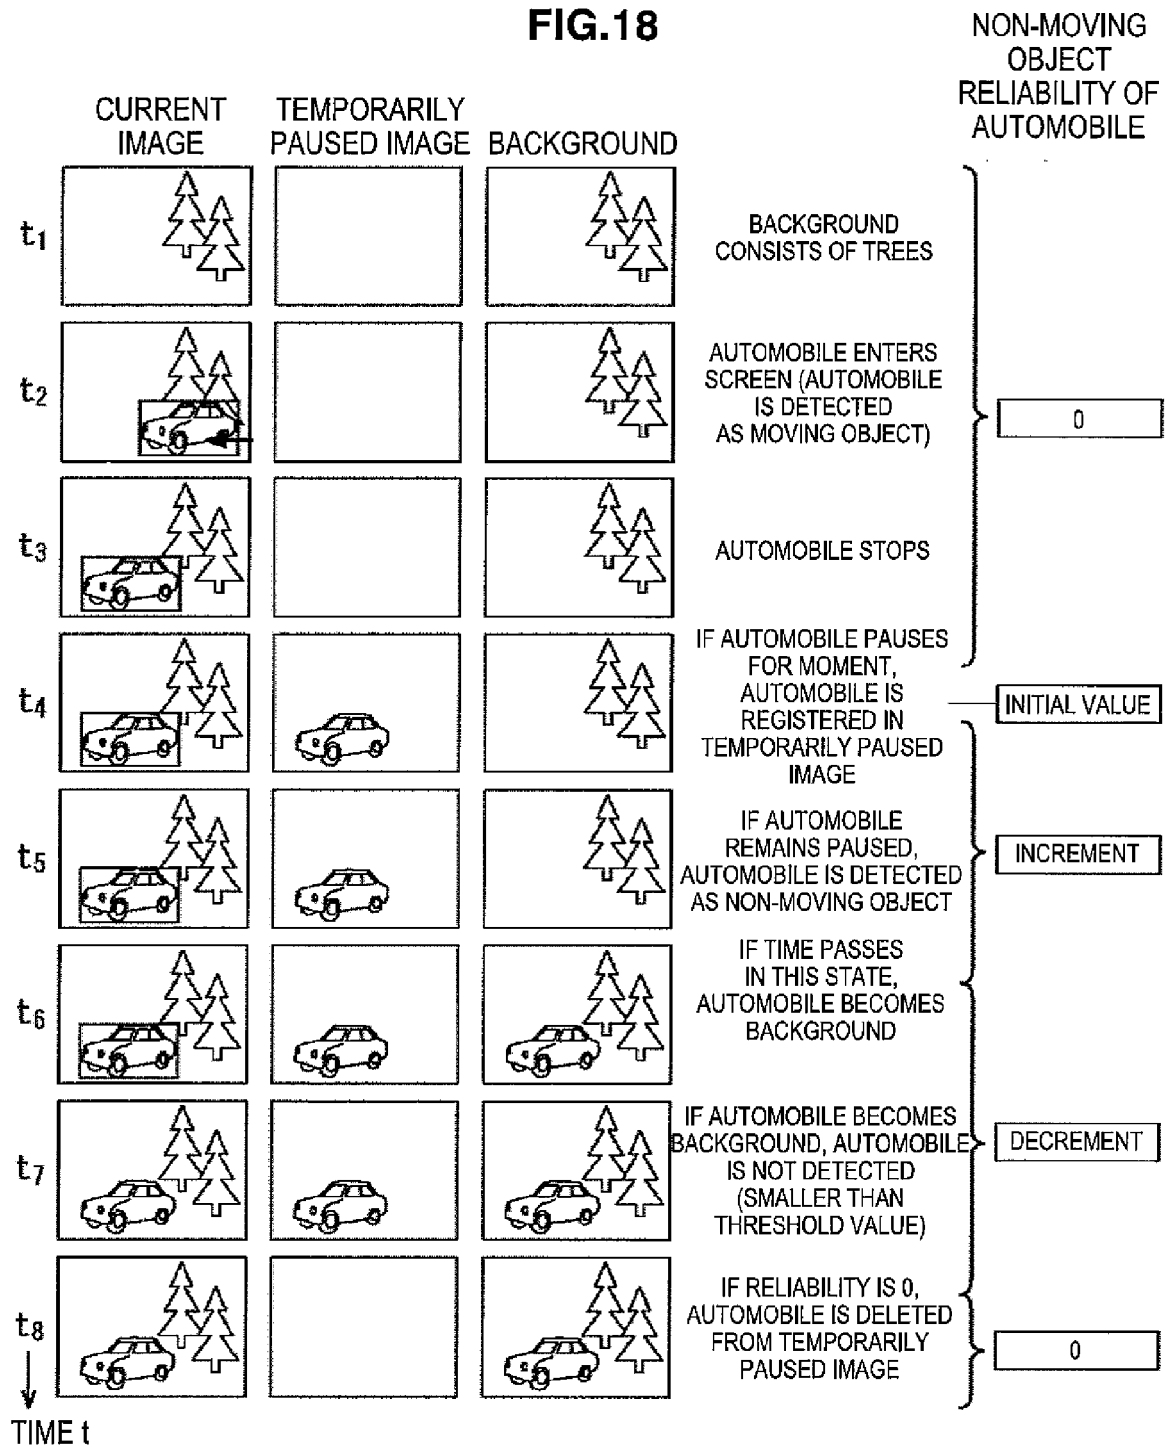 FIG.18
NON-MOVING
OBJECT
RELIABILITY OF
AUTOMOBILE
CURRENT
IMAGE
TEMPORARILY
PAUSED IMAGE
BACKGROUND
t1
BACKGROUND
CONSISTS OF TREES
t2
AUTOMOBILE ENTERS
SCREEN (AUTOMOBILE
IS DETECTED
AS MOVING OBJECT)
0
t3
AUTOMOBILE STOPS
t4
IF AUTOMOBILE PAUSES
FOR MOMENT,
AUTOMOBILE IS
REGISTERED IN
TEMPORARILY PAUSED
IMAGE
INITIAL VALUE
t5
IF AUTOMOBILE
REMAINS PAUSED,
AUTOMOBILE IS DETECTED
AS NON-MOVING OBJECT
INCREMENT
t6
IF TIME PASSES
IN THIS STATE,
AUTOMOBILE BECOMES
BACKGROUND
t7
IF AUTOMOBILE BECOMES
BACKGROUND, AUTOMOBILE
IS NOT DETECTED
(SMALLER THAN
THRESHOLD VALUE)
DECREMENT
t8
IF RELIABILITY IS 0,
AUTOMOBILE IS DELETED
FROM TEMPORARILY
PAUSED IMAGE
0
TIME t